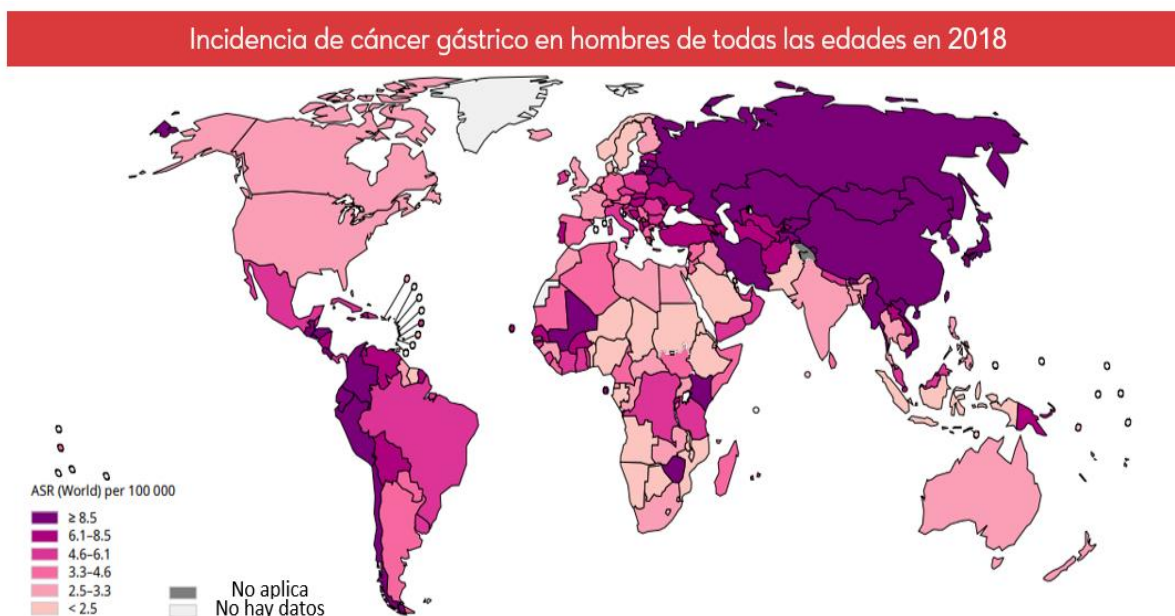 Incidencia de cáncer gástrico en hombres de todas las edades en 2018
ASR (World) per 100 000
≥ 8.5
6.1–8.5
4.6–6.1
3.3–4.6
2.5–3.3
< 2.5
No aplica
No hay datos